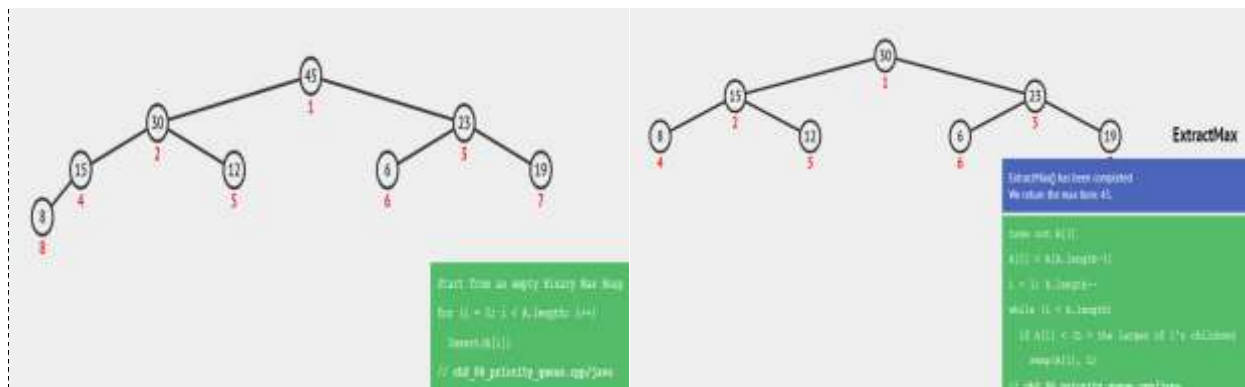 45
1
30
23
2
3
15
12
6
19
4
5
6
7
8
8
Start from an empty Binary Max Heap
for (i = 0; i < A.length; i++)
Insert(A[i])
// ch2_04_priority_queue.cpp/java
30
1
15
23
2
3
8
12
6
19
4
5
6
ExtractMax
ExtractMax() has been completed
We return the max item: 45.
take out A[1]
A[1] = A[A.length-1]
i = 1; A.length--
while (i < A.length)
if A[i] < (L = the larger of i's children)
swap(A[i], L)